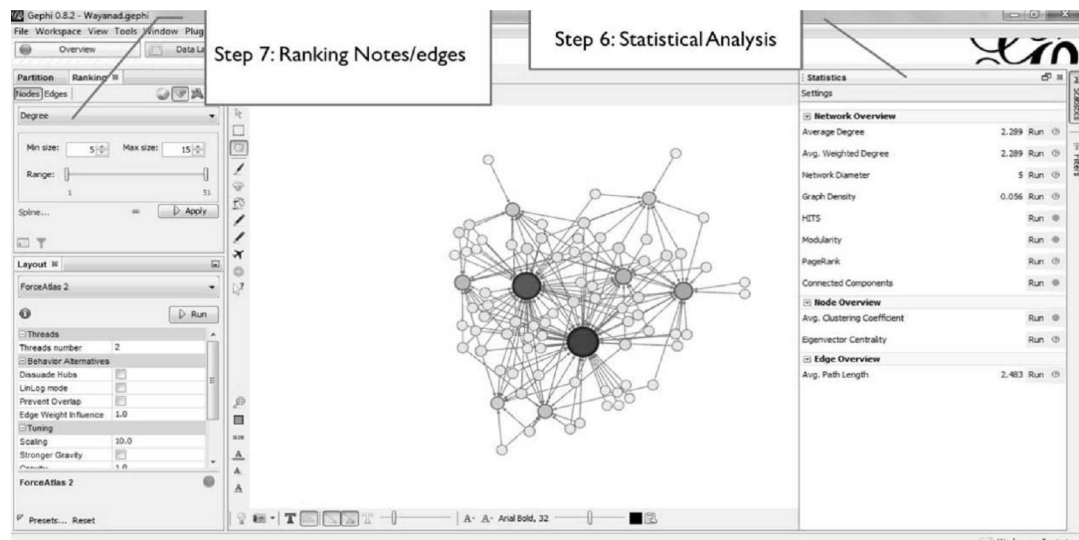 Gephi 0.8.2 - Wayanad.gephi
File Workspace View Tools Window Plug
Overview
Data La
Step 7: Ranking Notes/edges
Step 6: Statistical Analysis
Partition Ranking
Nodes Edges
Degree
Min size: 5 Max size: 15
Range:
1 51
Spline...
Apply
Layout
ForceAtlas 2
Run
Threads
Threads number 2
Behavior Alternatives
Dissuade Hubs
LinLog mode
Prevent Overlap
Edge Weight Influence 1.0
Tuning
Scaling 10.0
Stronger Gravity
Gravity 1.0
ForceAtlas 2
Presets... Reset
A- A- Arial Bold, 32
Statistics
Settings
Network Overview
Average Degree 2.289 Run
Avg. Weighted Degree 2.289 Run
Network Diameter 5 Run
Graph Density 0.056 Run
HITS Run
Modularity Run
PageRank Run
Connected Components Run
Node Overview
Avg. Clustering Coefficient Run
Eigenvector Centrality Run
Edge Overview
Avg. Path Length 2.483 Run
Statistics
Filters